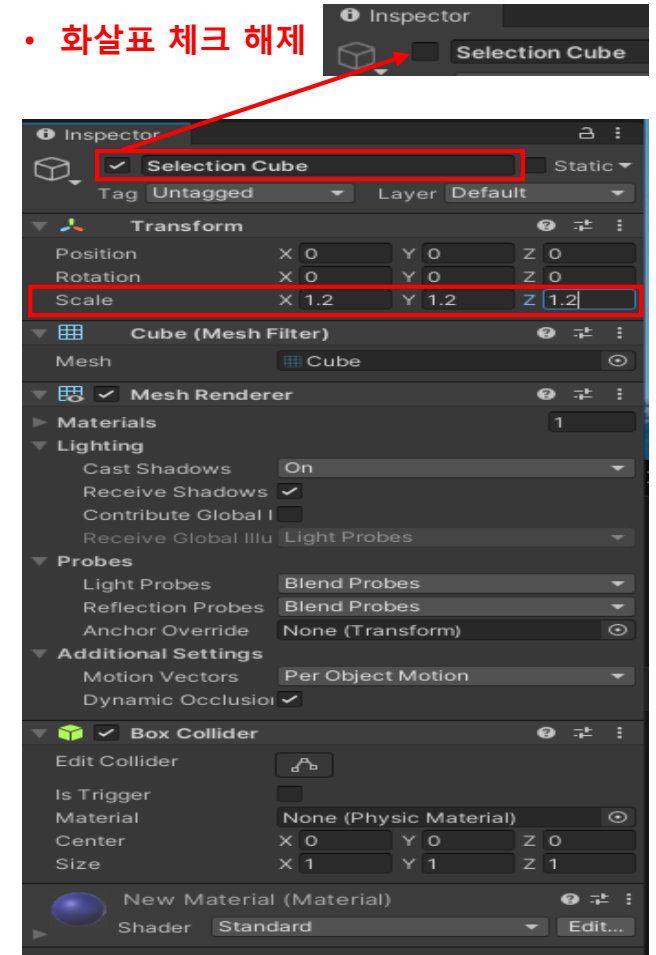 Inspector
• 화살표 체크 해제
Selection Cube
Inspector
Selection Cube Static
Tag Untagged Layer Default
Transform
Position X 0 Y 0 Z 0
Rotation X 0 Y 0 Z 0
Scale X 1.2 Y 1.2 Z 1.2
Cube (Mesh Filter)
Mesh Cube
Mesh Renderer
Materials 1
Lighting
Cast Shadows On
Receive Shadows
Contribute Global I
Receive Global Illu Light Probes
Probes
Light Probes Blend Probes
Reflection Probes Blend Probes
Anchor Override None (Transform)
Additional Settings
Motion Vectors Per Object Motion
Dynamic Occlusion
Box Collider
Edit Collider
Is Trigger
Material None (Physic Material)
Center X 0 Y 0 Z 0
Size X 1 Y 1 Z 1
New Material (Material)
Shader Standard Edit...